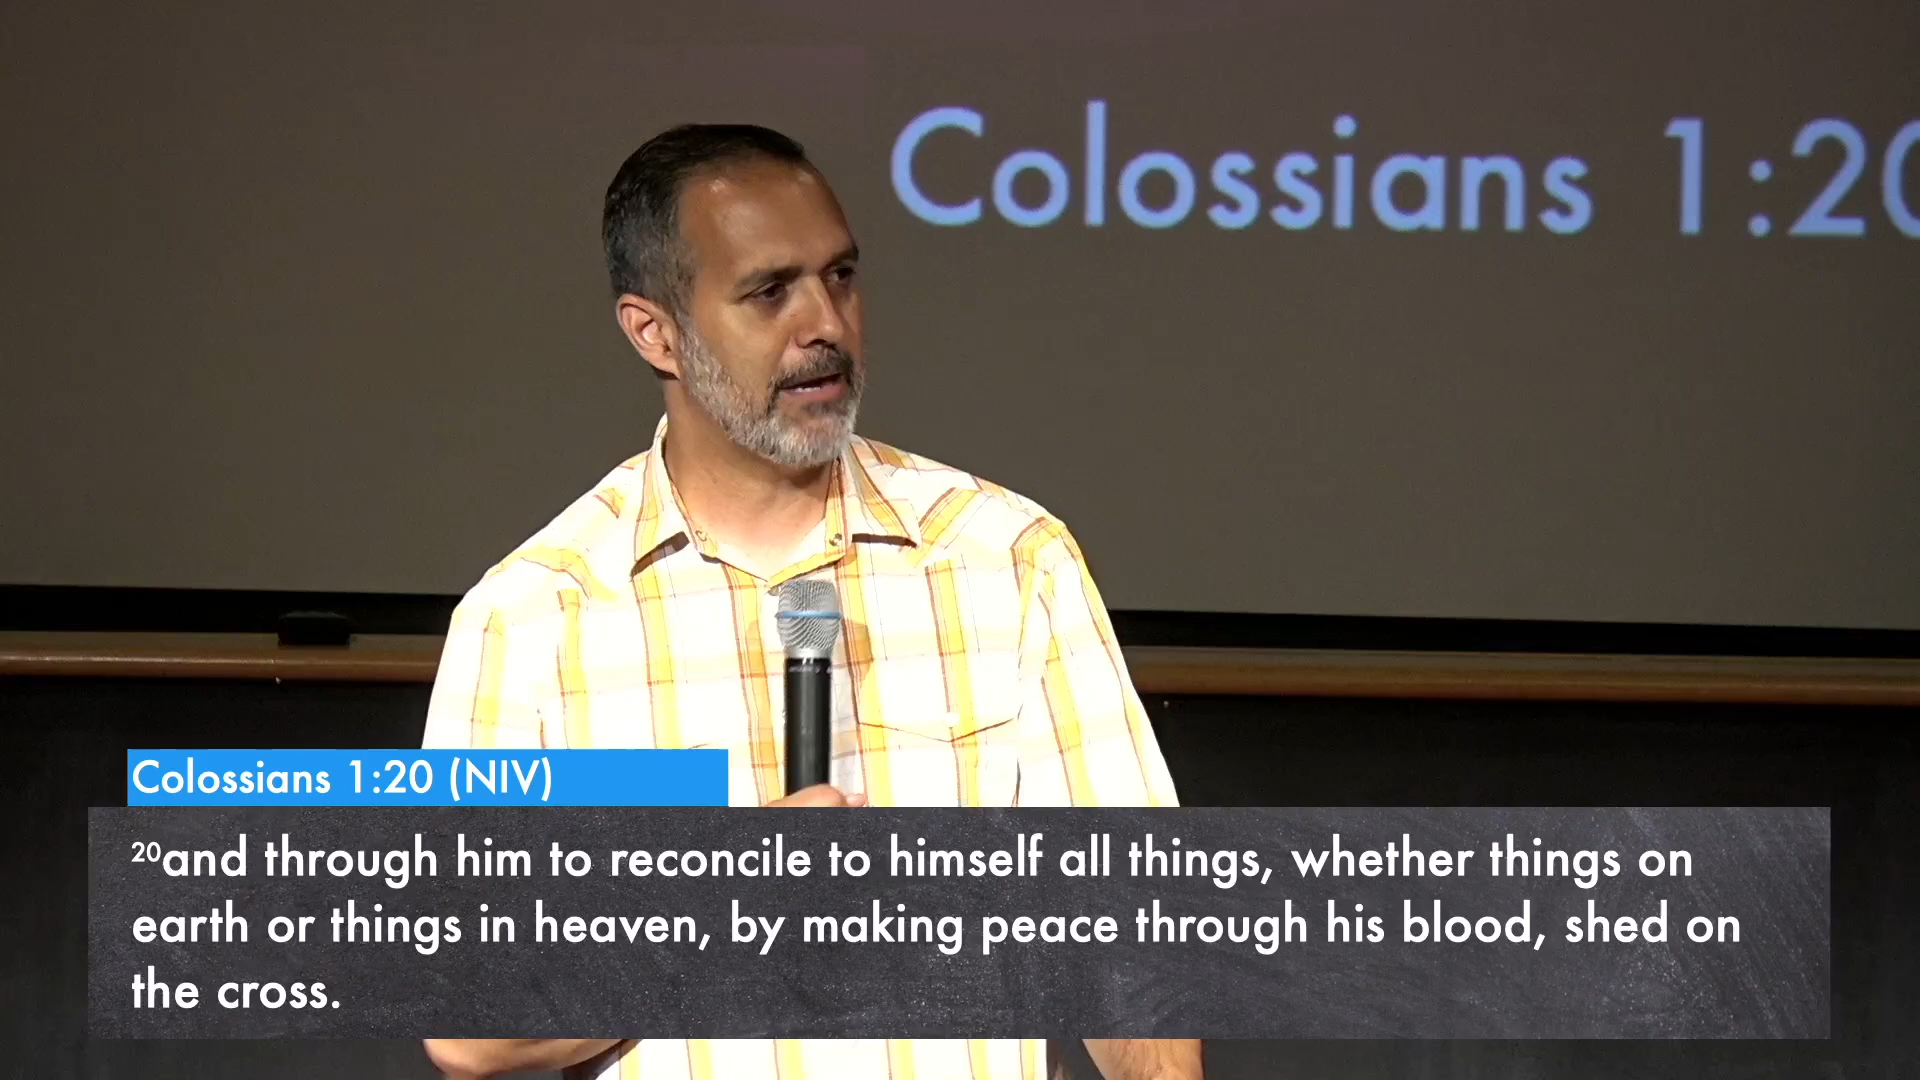 Colossians 1:20
Colossians 1:20 (NIV)
20and through him to reconcile to himself all things, whether things on
earth or things in heaven, by making peace through his blood, shed on
the cross.